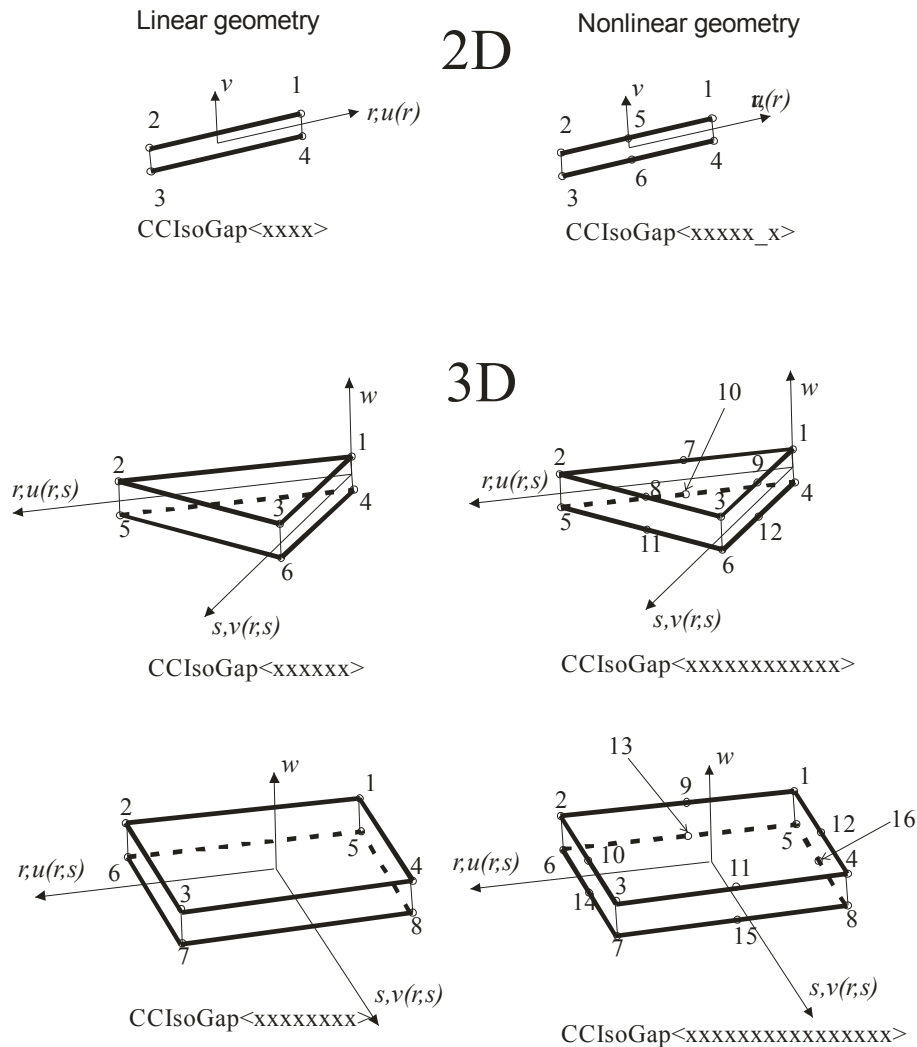 Linear geometry
Nonlinear geometry
2D
v
1
2
r,u(r)
4
3
CCIsoGap<xxxx>
v
5
1
2
r,u(r)
4
6
3
CCIsoGap<xxxxx_x>
3D
w
1
2
r,u(r,s)
3
4
5
6
s,v(r,s)
CCIsoGap<xxxxxx>
10
w
1
7
2
9
r,u(r,s)
8
3
4
5
11
12
6
s,v(r,s)
CCIsoGap<xxxxxxxxxxxx>
w
1
2
5
6
r,u(r,s)
3
4
7
8
s,v(r,s)
CCIsoGap<xxxxxxxx>
13
w
1
9
2
5
12
16
6
10
r,u(r,s)
11
4
3
14
15
8
7
s,v(r,s)
CCIsoGap<xxxxxxxxxxxxxxxx>